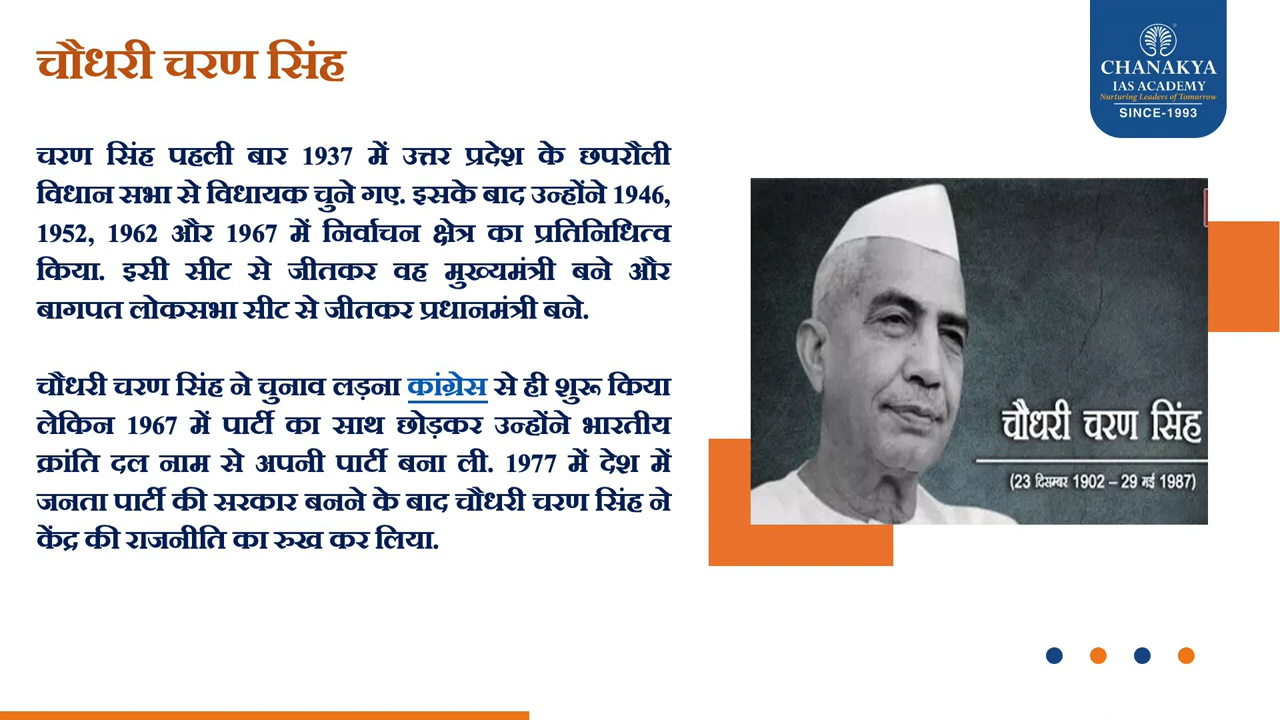 चौधरी चरण सिंह
CHANAKYA
IAS ACADEMY
Nurturing Leaders of Tomorrow
SINCE-1993
चरण सिंह पहली बार 1937 में उत्तर प्रदेश के छपरौली
विधान सभा से विधायक चुने गए. इसके बाद उन्होंने 1946,
1952, 1962 और 1967 में निर्वाचन क्षेत्र का प्रतिनिधित्व
किया. इसी सीट से जीतकर वह मुख्यमंत्री बने और
बागपत लोकसभा सीट से जीतकर प्रधानमंत्री बने.
चौधरी चरण सिंह ने चुनाव लड़ना कांग्रेस से ही शुरू किया
लेकिन 1967 में पार्टी का साथ छोड़कर उन्होंने भारतीय
क्रांति दल नाम से अपनी पार्टी बना ली. 1977 में देश में
जनता पार्टी की सरकार बनने के बाद चौधरी चरण सिंह ने
केंद्र की राजनीति का रुख कर लिया.
चौधरी चरण सिंह
(23 दिसम्बर 1902 – 29 मई 1987)